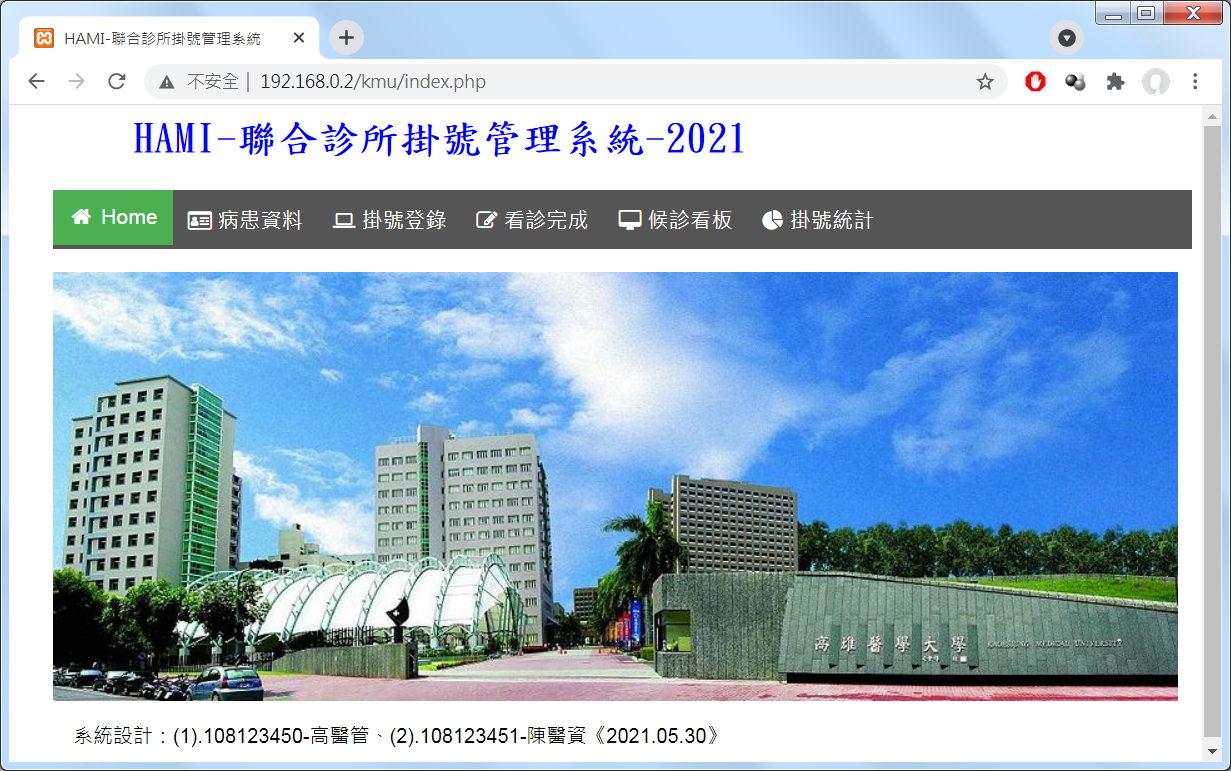 HAMI-聯合診所掛號管理系統
不安全 192.168.0.2/kmu/index.php
HAMI-聯合診所掛號管理系統-2021
Home 病患資料 掛號登錄 看診完成 候診看板 掛號統計
高雄醫學大學 KAOHSIUNG MEDICAL UNIVERSITY
系統設計：(1).108123450-高醫管、(2).108123451-陳醫資《2021.05.30》